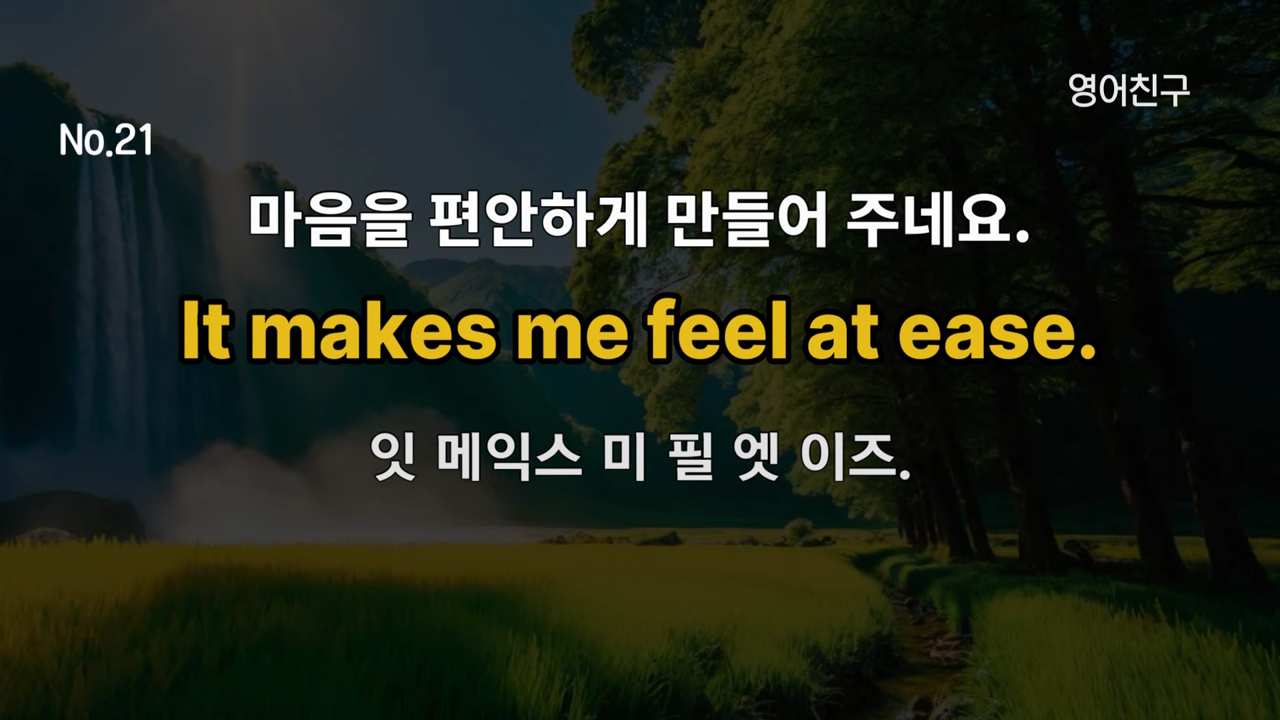 영어친구
No.21
마음을 편안하게 만들어 주네요.
It makes me feel at ease.
잇 메익스 미 필 엣 이즈.